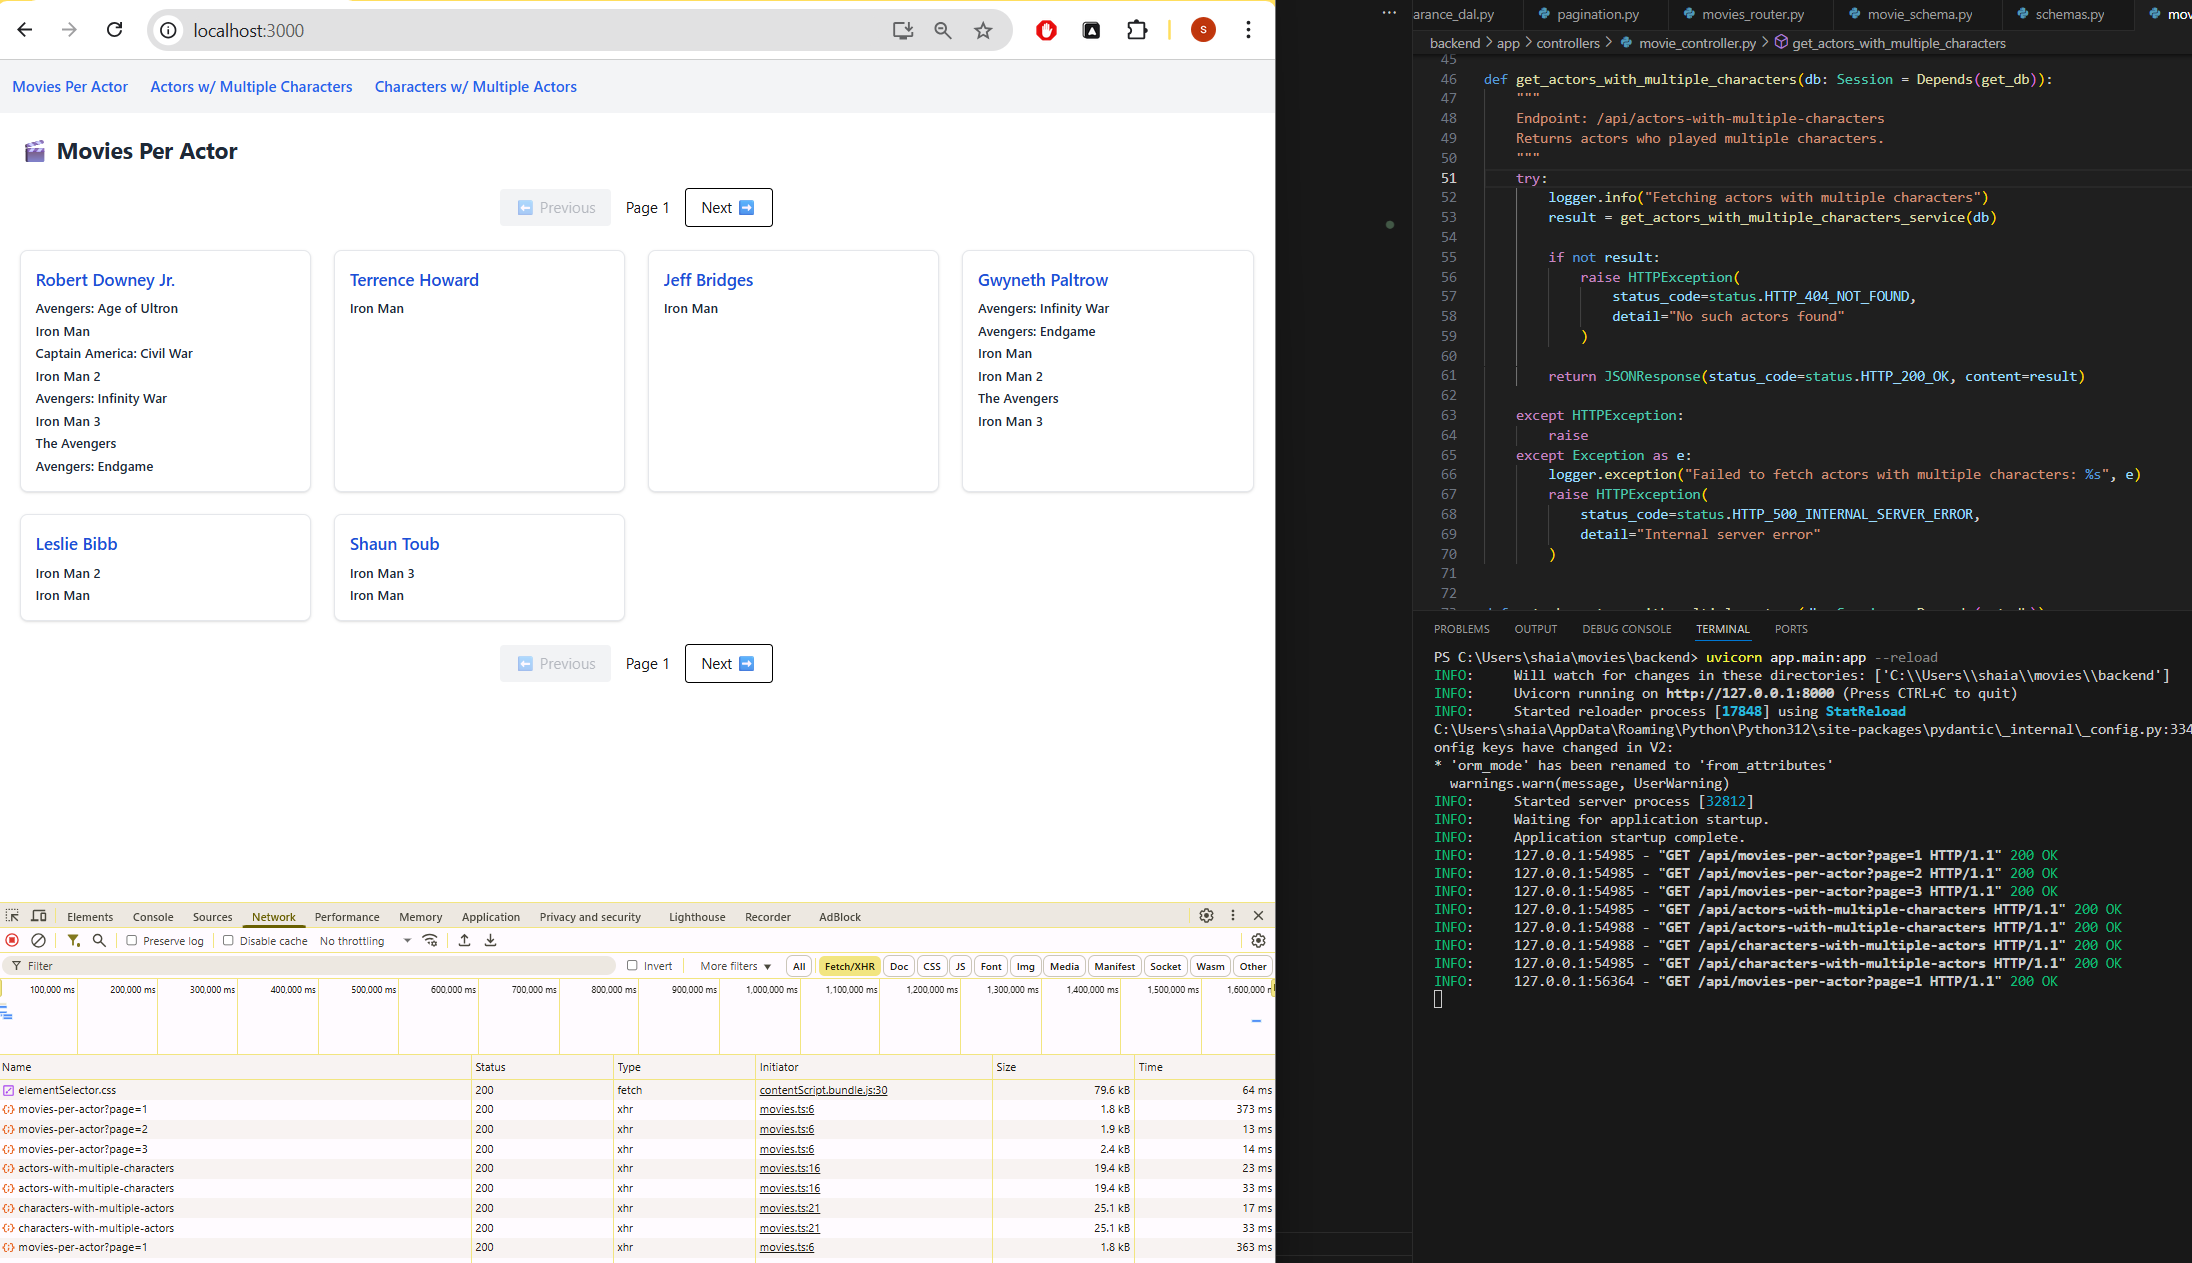 localhost:3000
S
Movies Per Actor
Actors w/ Multiple Characters
Characters w/ Multiple Actors
🎬 Movies Per Actor
⬅️ Previous
Page 1
Next ➡️
Robert Downey Jr.
Avengers: Age of Ultron
Iron Man
Captain America: Civil War
Iron Man 2
Avengers: Infinity War
Iron Man 3
The Avengers
Avengers: Endgame
Terrence Howard
Iron Man
Jeff Bridges
Iron Man
Gwyneth Paltrow
Avengers: Infinity War
Avengers: Endgame
Iron Man
Iron Man 2
The Avengers
Iron Man 3
Leslie Bibb
Iron Man 2
Iron Man
Shaun Toub
Iron Man 3
Iron Man
⬅️ Previous
Page 1
Next ➡️
Elements Console Sources Network Performance Memory Application Privacy and security Lighthouse Recorder AdBlock
Preserve log Disable cache No throttling
Filter Invert More filters All Fetch/XHR Doc CSS JS Font Img Media Manifest Socket Wasm Other
100,000 ms 200,000 ms 300,000 ms 400,000 ms 500,000 ms 600,000 ms 700,000 ms 800,000 ms 900,000 ms 1,000,000 ms 1,100,000 ms 1,200,000 ms 1,300,000 ms 1,400,000 ms 1,500,000 ms 1,600,000
Name Status Type Initiator Size Time
elementSelector.css 200 fetch contentScript.bundle.js:30 79.6 kB 64 ms
movies-per-actor?page=1 200 xhr movies.ts:6 1.8 kB 373 ms
movies-per-actor?page=2 200 xhr movies.ts:6 1.9 kB 13 ms
movies-per-actor?page=3 200 xhr movies.ts:6 2.4 kB 14 ms
actors-with-multiple-characters 200 xhr movies.ts:16 19.4 kB 23 ms
actors-with-multiple-characters 200 xhr movies.ts:16 19.4 kB 33 ms
characters-with-multiple-actors 200 xhr movies.ts:21 25.1 kB 17 ms
characters-with-multiple-actors 200 xhr movies.ts:21 25.1 kB 33 ms
movies-per-actor?page=1 200 xhr movies.ts:6 1.8 kB 363 ms
arance_dal.py pagination.py movies_router.py movie_schema.py schemas.py mov
backend > app > controllers > movie_controller.py > get_actors_with_multiple_characters
45
46 def get_actors_with_multiple_characters(db: Session = Depends(get_db)):
47 """
48 Endpoint: /api/actors-with-multiple-characters
49 Returns actors who played multiple characters.
50 """
51 try:
52 logger.info("Fetching actors with multiple characters")
53 result = get_actors_with_multiple_characters_service(db)
54
55 if not result:
56 raise HTTPException(
57 status_code=status.HTTP_404_NOT_FOUND,
58 detail="No such actors found"
59 )
60
61 return JSONResponse(status_code=status.HTTP_200_OK, content=result)
62
63 except HTTPException:
64 raise
65 except Exception as e:
66 logger.exception("Failed to fetch actors with multiple characters: %s", e)
67 raise HTTPException(
68 status_code=status.HTTP_500_INTERNAL_SERVER_ERROR,
69 detail="Internal server error"
70 )
71
72
PROBLEMS OUTPUT DEBUG CONSOLE TERMINAL PORTS
PS C:\Users\shaia\movies\backend> uvicorn app.main:app --reload
INFO: Will watch for changes in these directories: ['C:\\Users\\shaia\\movies\\backend']
INFO: Uvicorn running on http://127.0.0.1:8000 (Press CTRL+C to quit)
INFO: Started reloader process [17848] using StatReload
C:\Users\shaia\AppData\Roaming\Python\Python312\site-packages\pydantic\_internal\_config.py:334
onfig keys have changed in V2:
* 'orm_mode' has been renamed to 'from_attributes'
warnings.warn(message, UserWarning)
INFO: Started server process [32812]
INFO: Waiting for application startup.
INFO: Application startup complete.
INFO: 127.0.0.1:54985 - "GET /api/movies-per-actor?page=1 HTTP/1.1" 200 OK
INFO: 127.0.0.1:54985 - "GET /api/movies-per-actor?page=2 HTTP/1.1" 200 OK
INFO: 127.0.0.1:54985 - "GET /api/movies-per-actor?page=3 HTTP/1.1" 200 OK
INFO: 127.0.0.1:54985 - "GET /api/actors-with-multiple-characters HTTP/1.1" 200 OK
INFO: 127.0.0.1:54988 - "GET /api/actors-with-multiple-characters HTTP/1.1" 200 OK
INFO: 127.0.0.1:54988 - "GET /api/characters-with-multiple-actors HTTP/1.1" 200 OK
INFO: 127.0.0.1:54985 - "GET /api/characters-with-multiple-actors HTTP/1.1" 200 OK
INFO: 127.0.0.1:56364 - "GET /api/movies-per-actor?page=1 HTTP/1.1" 200 OK